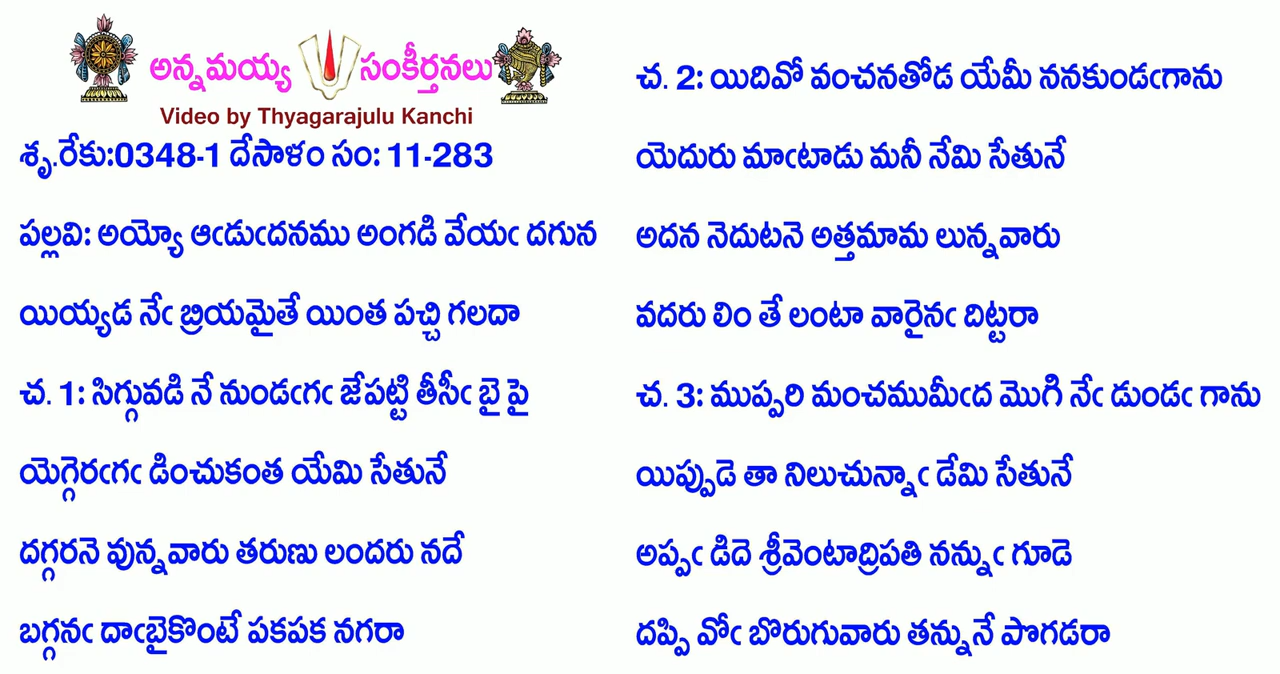 అన్నమయ్య సంకీర్తనలు
Video by Thyagarajulu Kanchi
శృ.రేకు:0348-1 దేసాళం సం: 11-283
పల్లవి: అయ్యో ఆఁడుఁదనము అంగడి వేయఁ దగున
యియ్యడ నేఁ బ్రియమైతే యింత పచ్చి గలదా
చ. 1: సిగ్గువడి నే నుండఁగఁ జేపట్టి తీసీఁ బై పై
యెగ్గెరఁగఁ డించుకంత యేమి సేతునే
దగ్గరనె వున్నవారు తరుణు లందరు నదే
బగ్గనఁ దాఁబైకొంటే పకపక నగరా
చ. 2: యిదివో వంచనతోడ యేమీ ననకుండఁగాను
యెదురు మాఁటాడు మనీ నేమి సేతునే
అదన నెదుటనె అత్తమామ లున్నవారు
వదరు లిం తే లంటా వారైనఁ దిట్టరా
చ. 3: ముప్పరి మంచముమీఁద మొగి నేఁ డుండఁ గాను
యిప్పుడె తా నిలుచున్నాఁ డేమి సేతునే
అప్పఁ డిదె శ్రీవెంటాద్రిపతి నన్నుఁ గూడె
దప్పి వోఁ బొరుగువారు తన్నునే పొగడరా